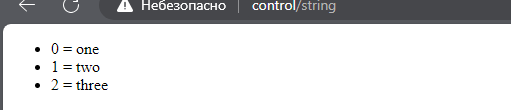 Небезопасно control/string
0 = one
1 = two
2 = three